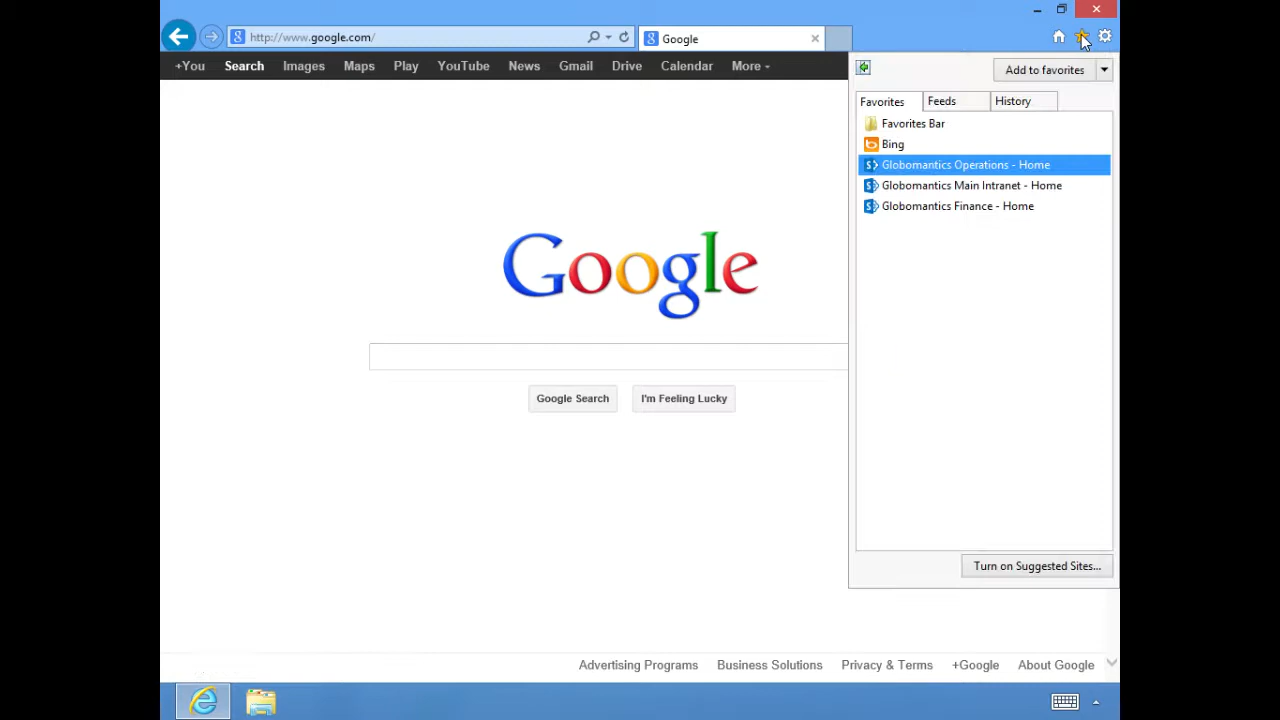 http://www.google.com/
Google
+You Search Images Maps Play YouTube News Gmail Drive Calendar More
Add to favorites
Favorites Feeds History
Favorites Bar
Bing
Globomantics Operations - Home
Globomantics Main Intranet - Home
Globomantics Finance - Home
Google
Google Search I'm Feeling Lucky
Turn on Suggested Sites...
Advertising Programs Business Solutions Privacy & Terms +Google About Google